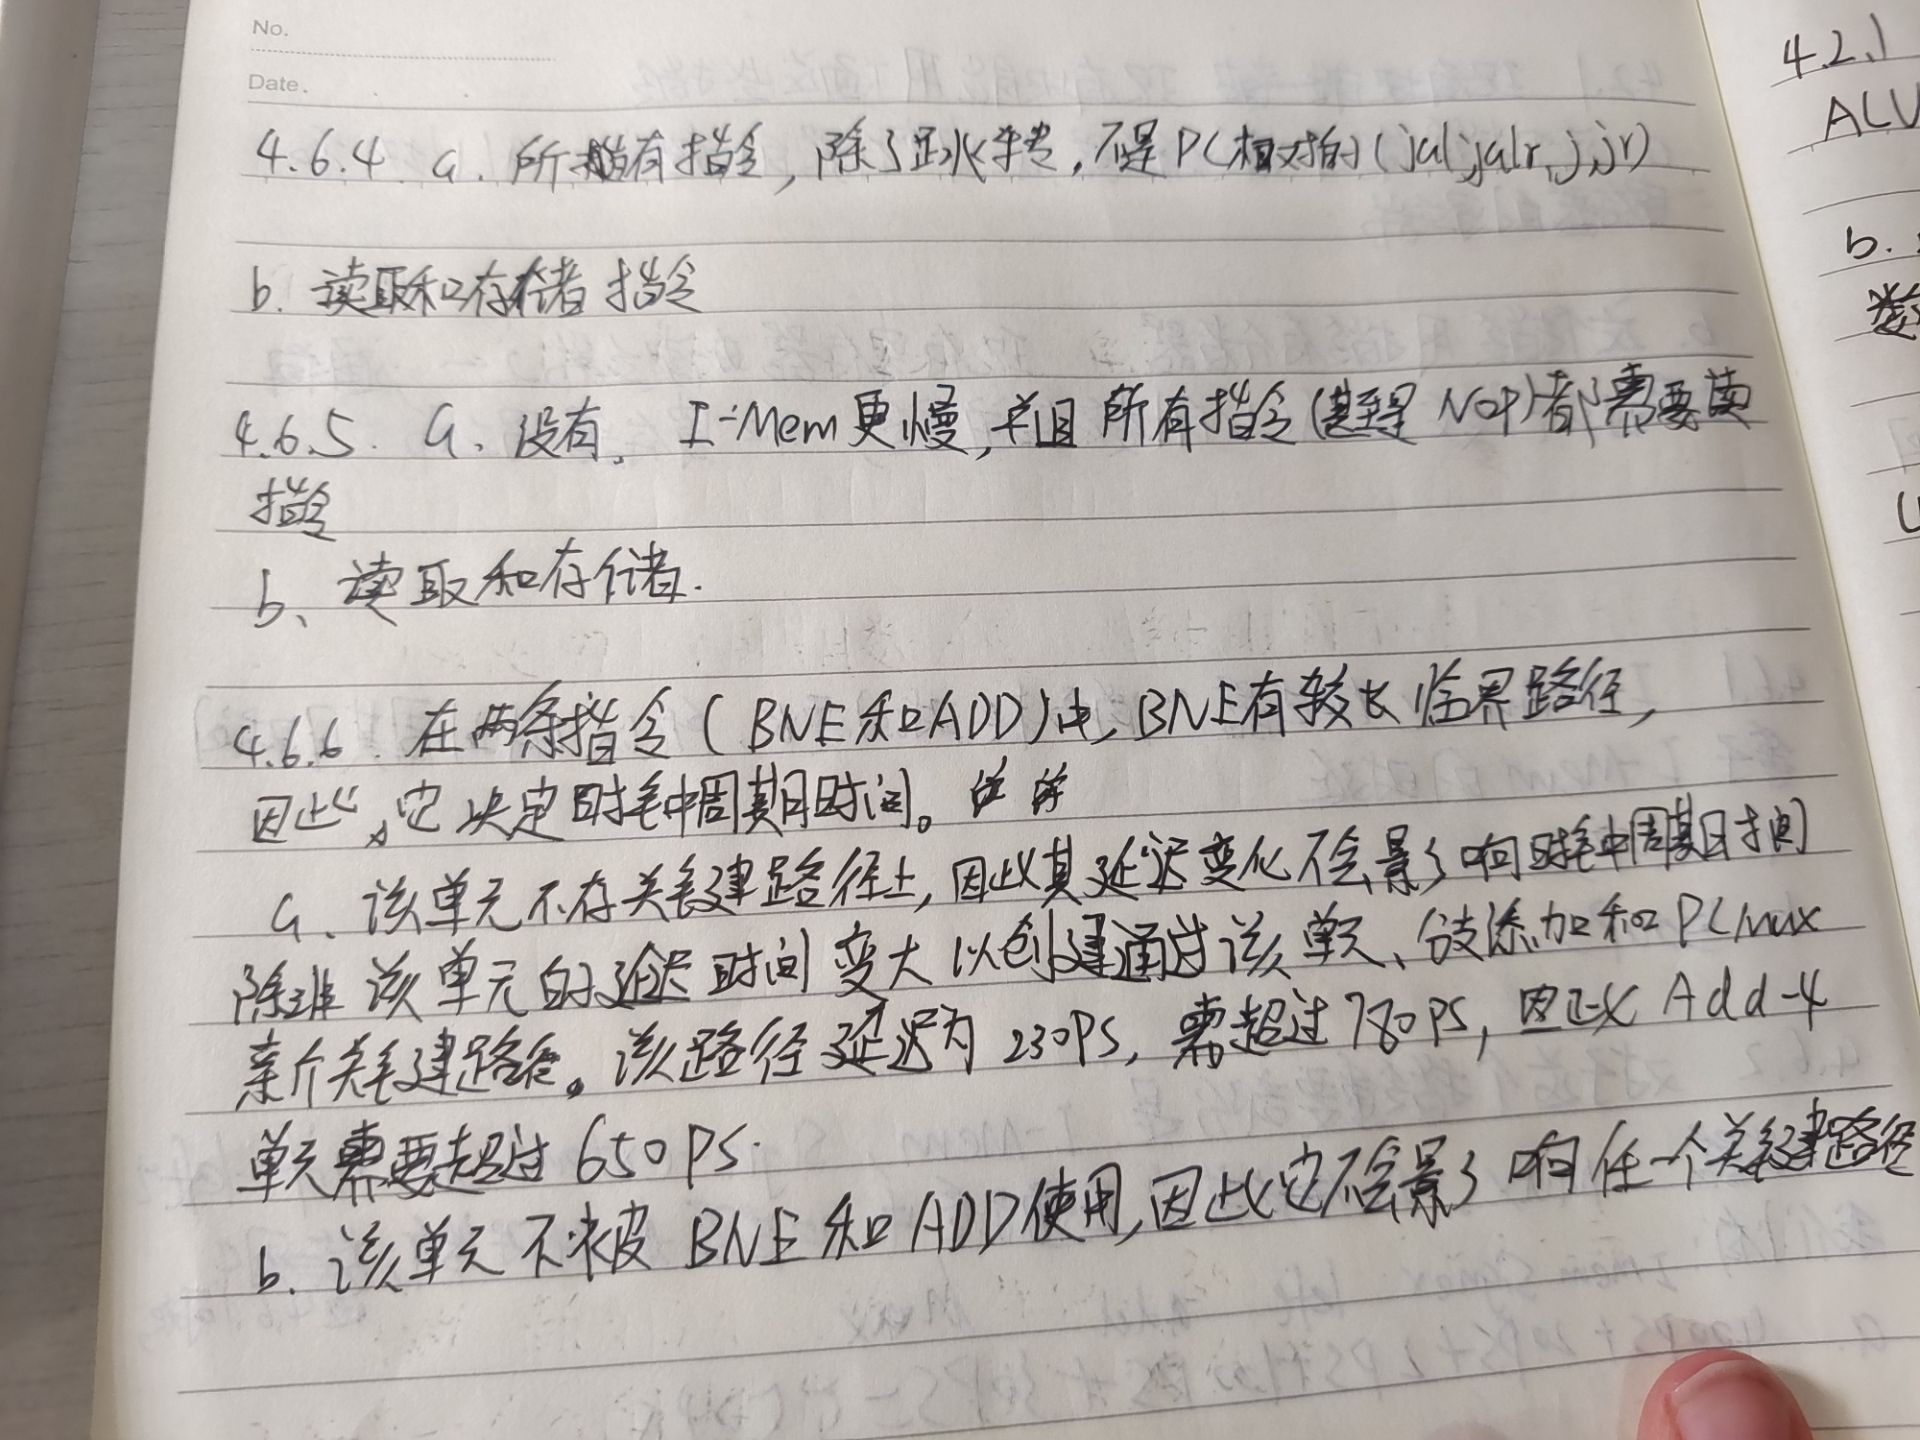 No.
Date.
4.6.4 a. 所有指令，除了跳转，不是PC相对的(jal,jalr,j,jr)
b. 读取和存储指令
4.6.5. a. 没有。I-Mem更慢，并且所有指令(甚至是NOP)都需要读
指令
b、读取和存储.
4.6.6. 在两条指令(BNE和ADD)中，BNE有较长临界路径，
因此，它决定时钟周期时间。
a、该单元不在关键路径上，因此其延迟变化不会影响时钟周期时间
除非该单元的延迟时间变大以创建通过该单元、分支添加和PCMux
新个关键路径。该路径延迟为230PS，需超过780PS，因此Add-4
单元需要超过650PS.
b. 该单元不被BNE和ADD使用，因此它不会影响任一个关键路径
4.2.1
ALU
b.
数